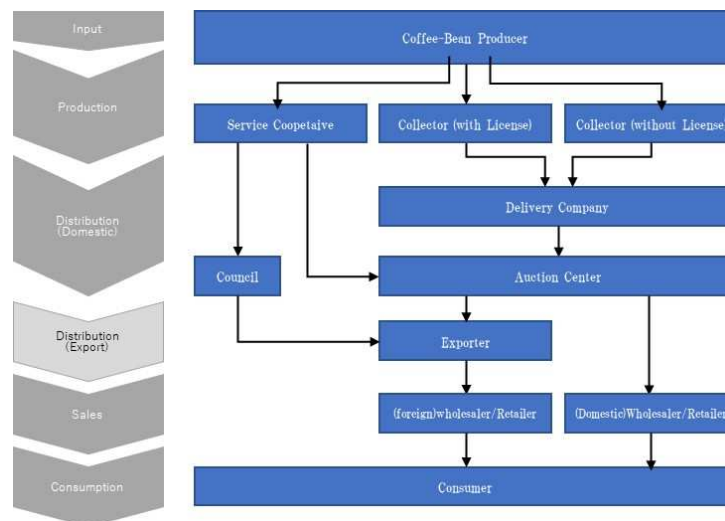 Input
Coffee-Bean Producer
Production
Service Coopetaive
Collector (with License)
Collector (without License)
Distribution
(Domestic)
Delivery Company
Council
Auction Center
Distribution
(Export)
Exporter
Sales
(foreign)wholesaler/Retailer
(Domestic)Wholesaler/Retailer
Consumption
Consumer